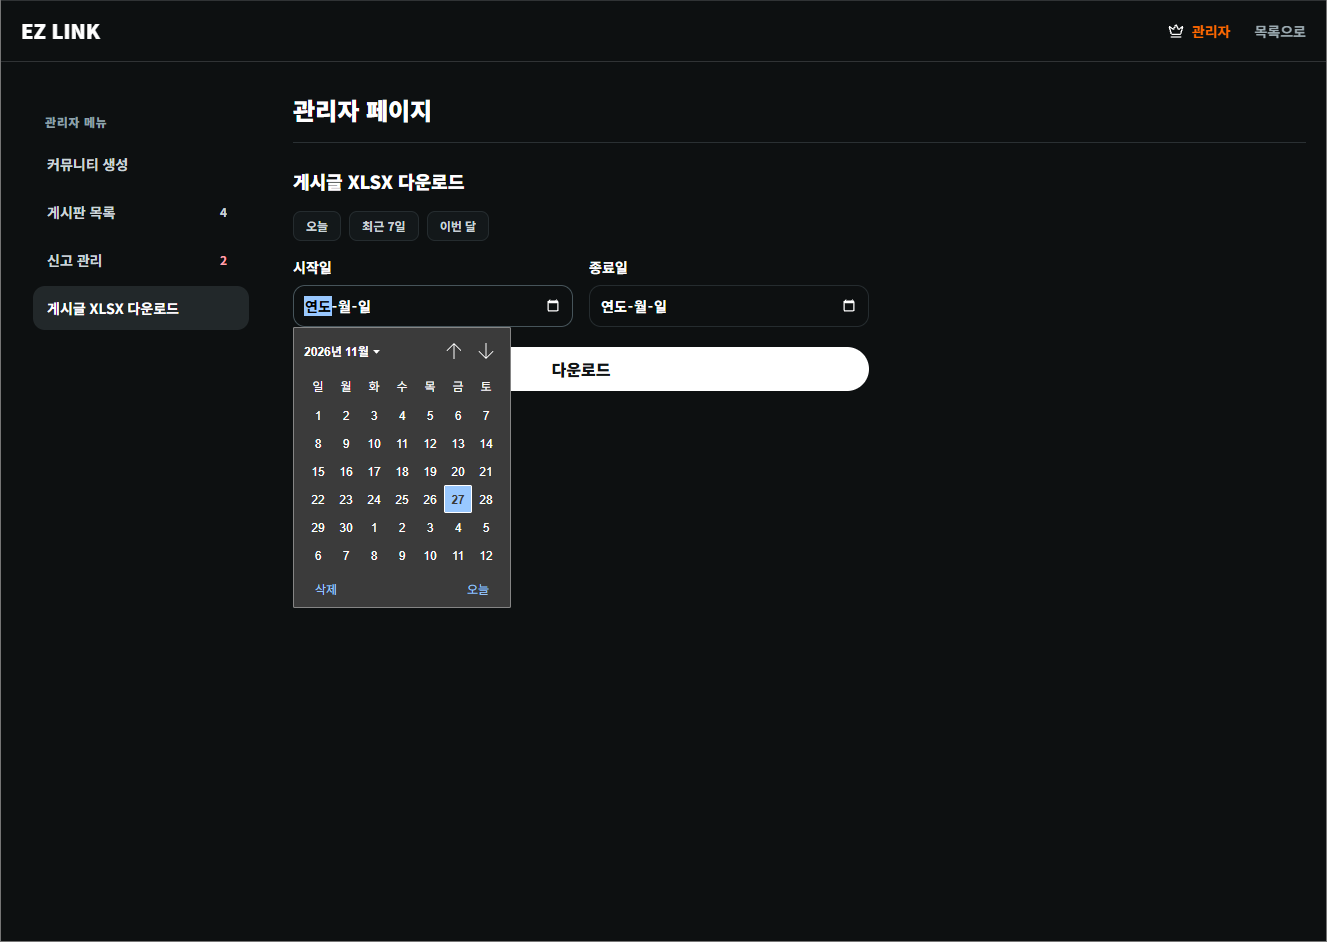 EZ LINK
관리자 목록으로
관리자 메뉴
커뮤니티 생성
게시판 목록 4
신고 관리 2
게시글 XLSX 다운로드
관리자 페이지
게시글 XLSX 다운로드
오늘 최근 7일 이번 달
시작일 종료일
연도-월-일 연도-월-일
다운로드
2026년 11월
일 월 화 수 목 금 토
1 2 3 4 5 6 7
8 9 10 11 12 13 14
15 16 17 18 19 20 21
22 23 24 25 26 27 28
29 30 1 2 3 4 5
6 7 8 9 10 11 12
삭제 오늘